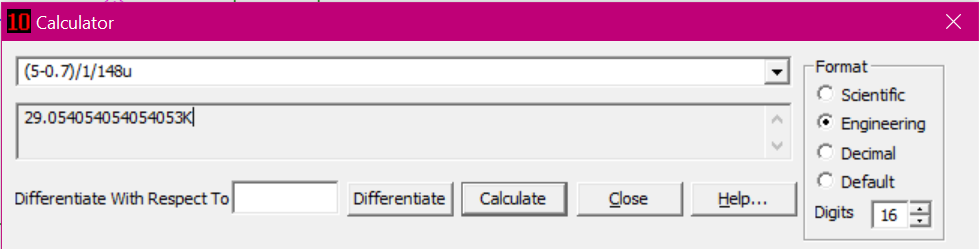 10 Calculator
(5-0.7)/1/148u
29.054054054054053K
Differentiate With Respect To Differentiate Calculate Close Help...
Format
Scientific
Engineering
Decimal
Default
Digits 16